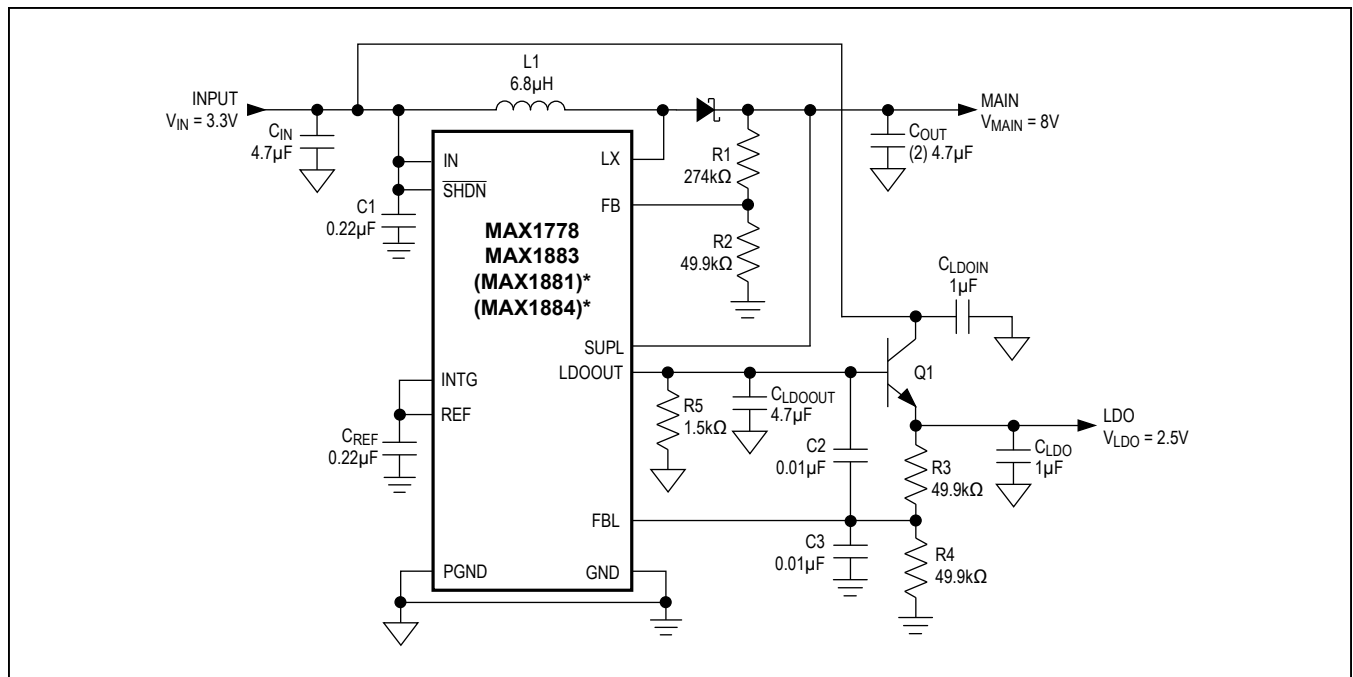 INPUT
V_IN = 3.3V
C_IN
4.7µF
L1
6.8µH
MAIN
V_MAIN = 8V
C_OUT
(2) 4.7µF
R1
274kΩ
R2
49.9kΩ
IN
SHDN
LX
FB
C1
0.22µF
MAX1778
MAX1883
(MAX1881)*
(MAX1884)*
C_LDOIN
1µF
SUPL
LDOOUT
Q1
INTG
REF
C_REF
0.22µF
R5
1.5kΩ
C_LDOOUT
4.7µF
C2
0.01µF
LDO
V_LDO = 2.5V
C_LDO
1µF
R3
49.9kΩ
FBL
C3
0.01µF
R4
49.9kΩ
PGND
GND